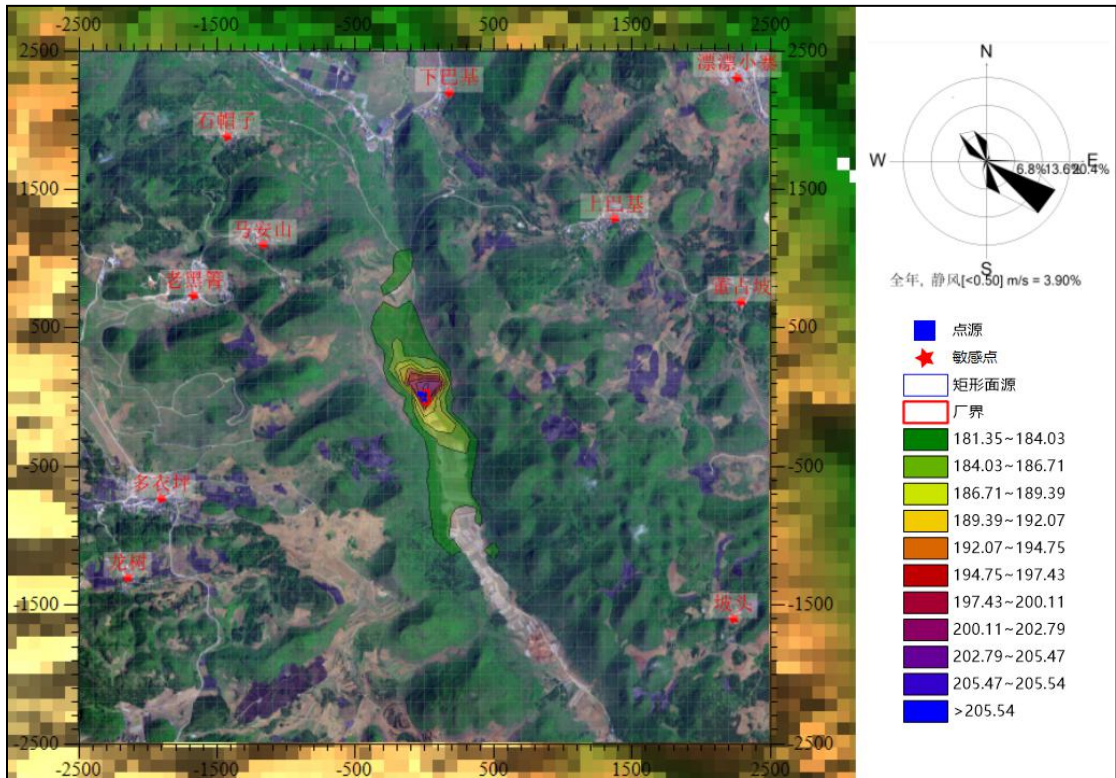 -2500 -1500 -500 500 1500 2500
2500 2500
漂漂小寨
下巴基
石帽子
1500 1500
上巴基
马安山
老黑箐
董占坡
500 500
-500 -500
多衣坪
龙树
-1500 -1500
坡头
-2500 -2500
-2500 -1500 -500 500 1500 2500
N
W E
6.8% 13.6% 20.4%
S
全年, 静风[<0.50] m/s = 3.90%
点源
敏感点
矩形面源
厂界
181.35~184.03
184.03~186.71
186.71~189.39
189.39~192.07
192.07~194.75
194.75~197.43
197.43~200.11
200.11~202.79
202.79~205.47
205.47~205.54
>205.54